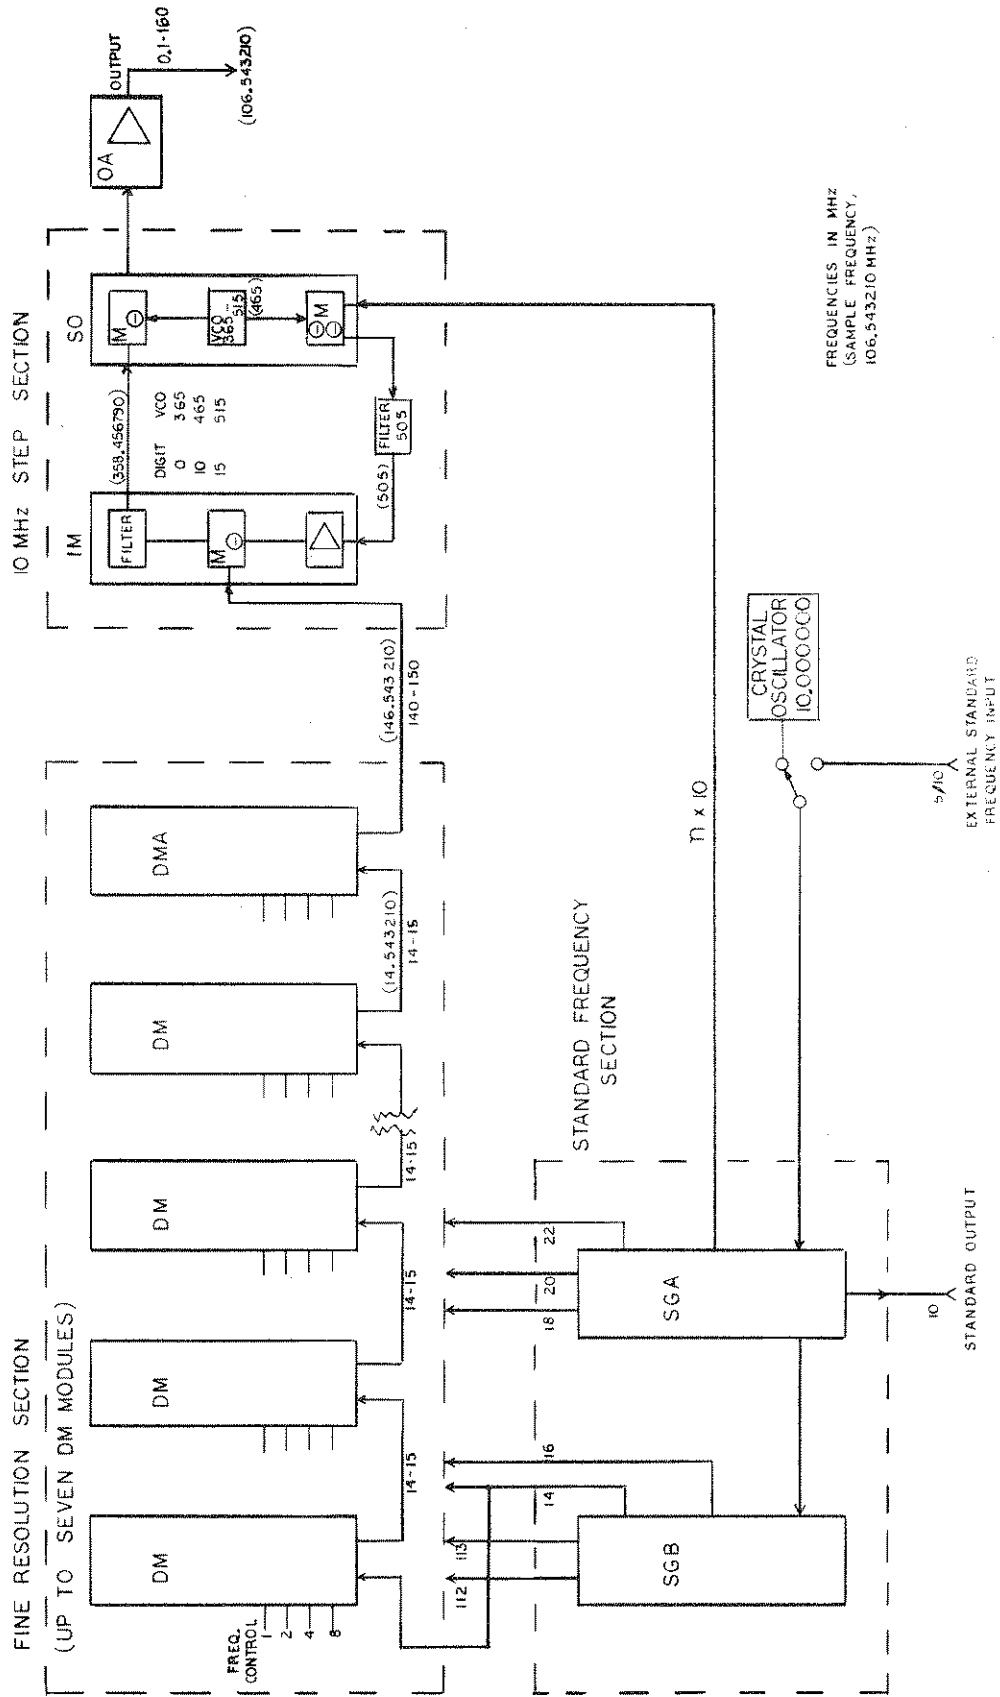 FINE RESOLUTION SECTION
(UP TO SEVEN DM MODULES)
10 MHz STEP SECTION
DM
DM
DM
DM
DMA
FREQ.
CONTROL
1
2
4
8
14-15
14-15
14-15
(14.543210)
14-15
(146.543 210)
140-150
IM
FILTER
M
(358.456790)
DIGIT VCO
0 365
10 465
15 515
(505)
FILTER
505
SO
M
VCO
365...
515
(465)
M
OA
OUTPUT
0.1-160
(106.543210)
112
113
14
16
18
20
22
STANDARD FREQUENCY
SECTION
SGB
SGA
n x 10
10
STANDARD OUTPUT
CRYSTAL
OSCILLATOR
10.000000
5/10
EXTERNAL STANDARD
FREQUENCY INPUT
FREQUENCIES IN MHz
(SAMPLE FREQUENCY,
106.543210 MHz)